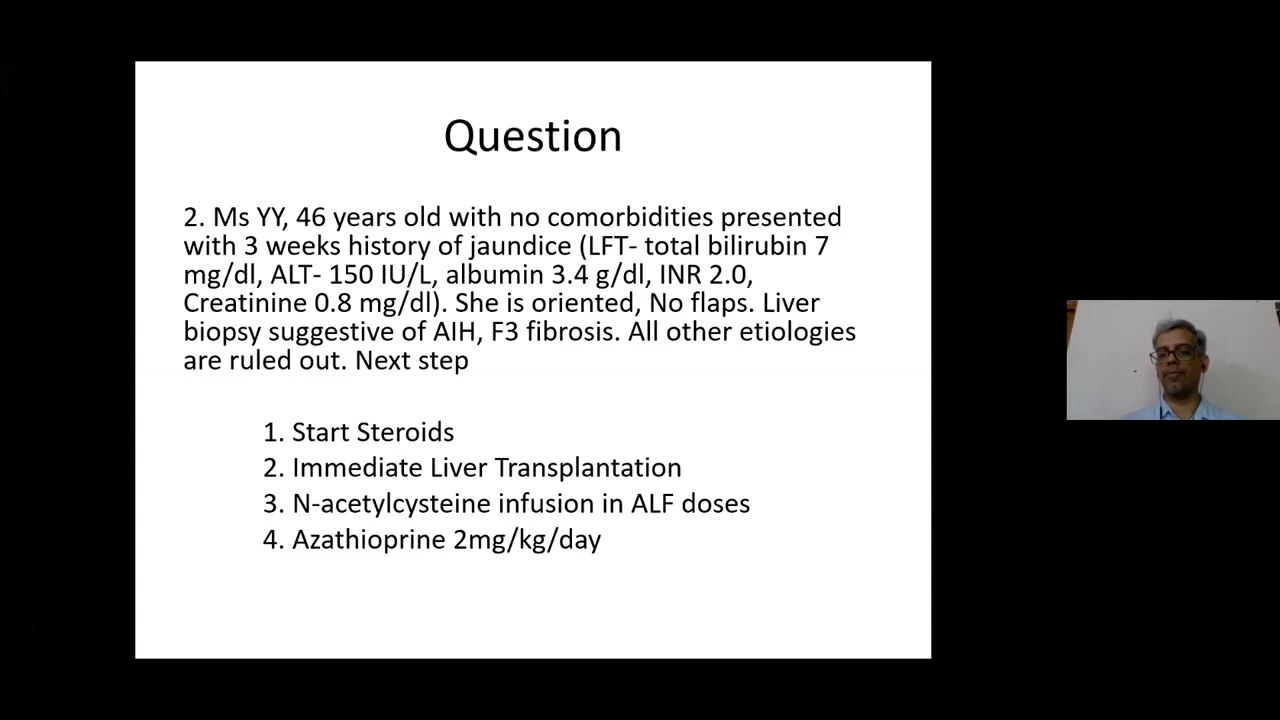 Question
2. Ms YY, 46 years old with no comorbidities presented
with 3 weeks history of jaundice (LFT- total bilirubin 7
mg/dl, ALT- 150 IU/L, albumin 3.4 g/dl, INR 2.0,
Creatinine 0.8 mg/dl). She is oriented, No flaps. Liver
biopsy suggestive of AIH, F3 fibrosis. All other etiologies
are ruled out. Next step
1. Start Steroids
2. Immediate Liver Transplantation
3. N-acetylcysteine infusion in ALF doses
4. Azathioprine 2mg/kg/day